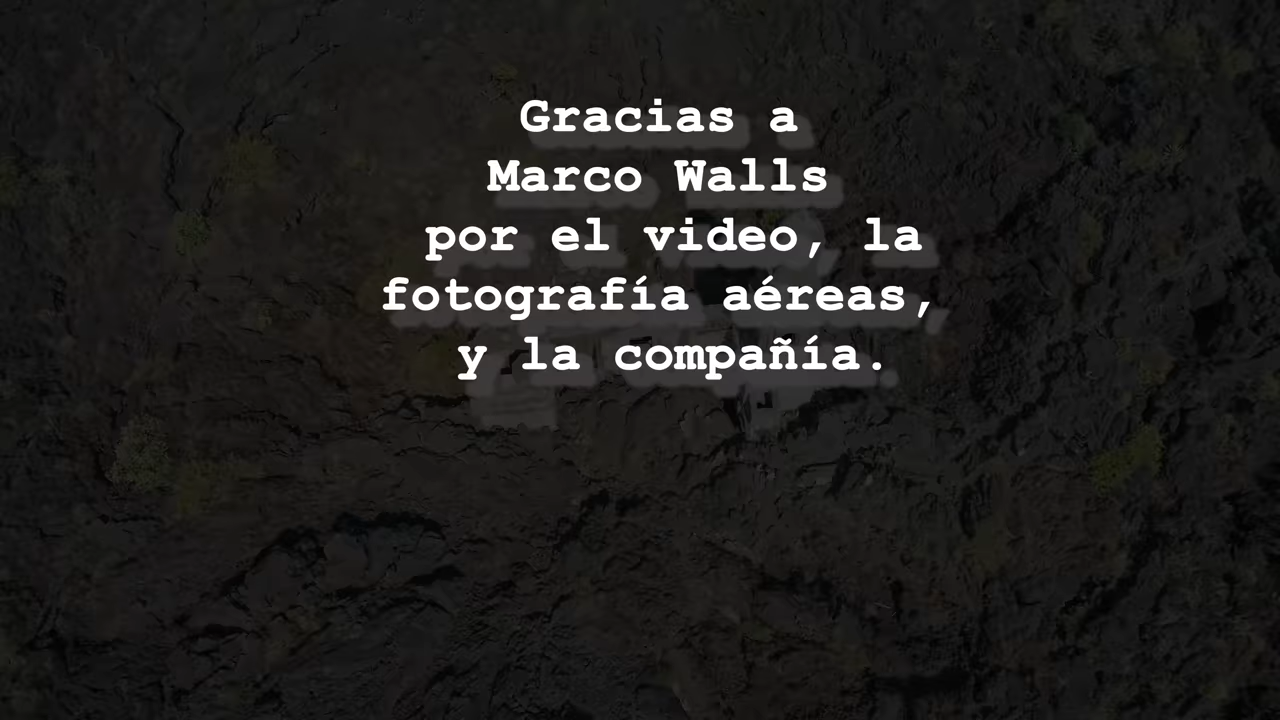 Gracias a
Marco Walls
por el video, la
fotografía aéreas,
y la compañía.